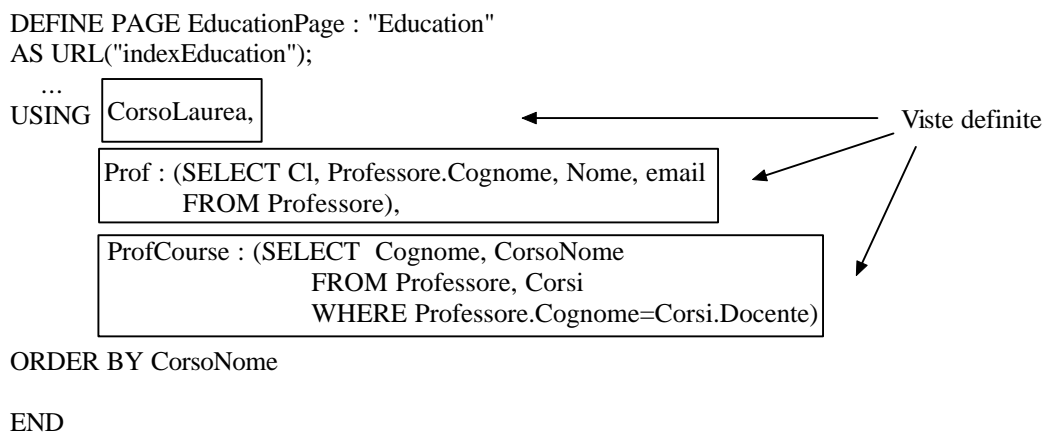 DEFINE PAGE EducationPage : "Education"
AS URL("indexEducation");
...
USING CorsoLaurea,
Viste definite
Prof : (SELECT Cl, Professore.Cognome, Nome, email
FROM Professore),
ProfCourse : (SELECT Cognome, CorsoNome
FROM Professore, Corsi
WHERE Professore.Cognome=Corsi.Docente)
ORDER BY CorsoNome
END